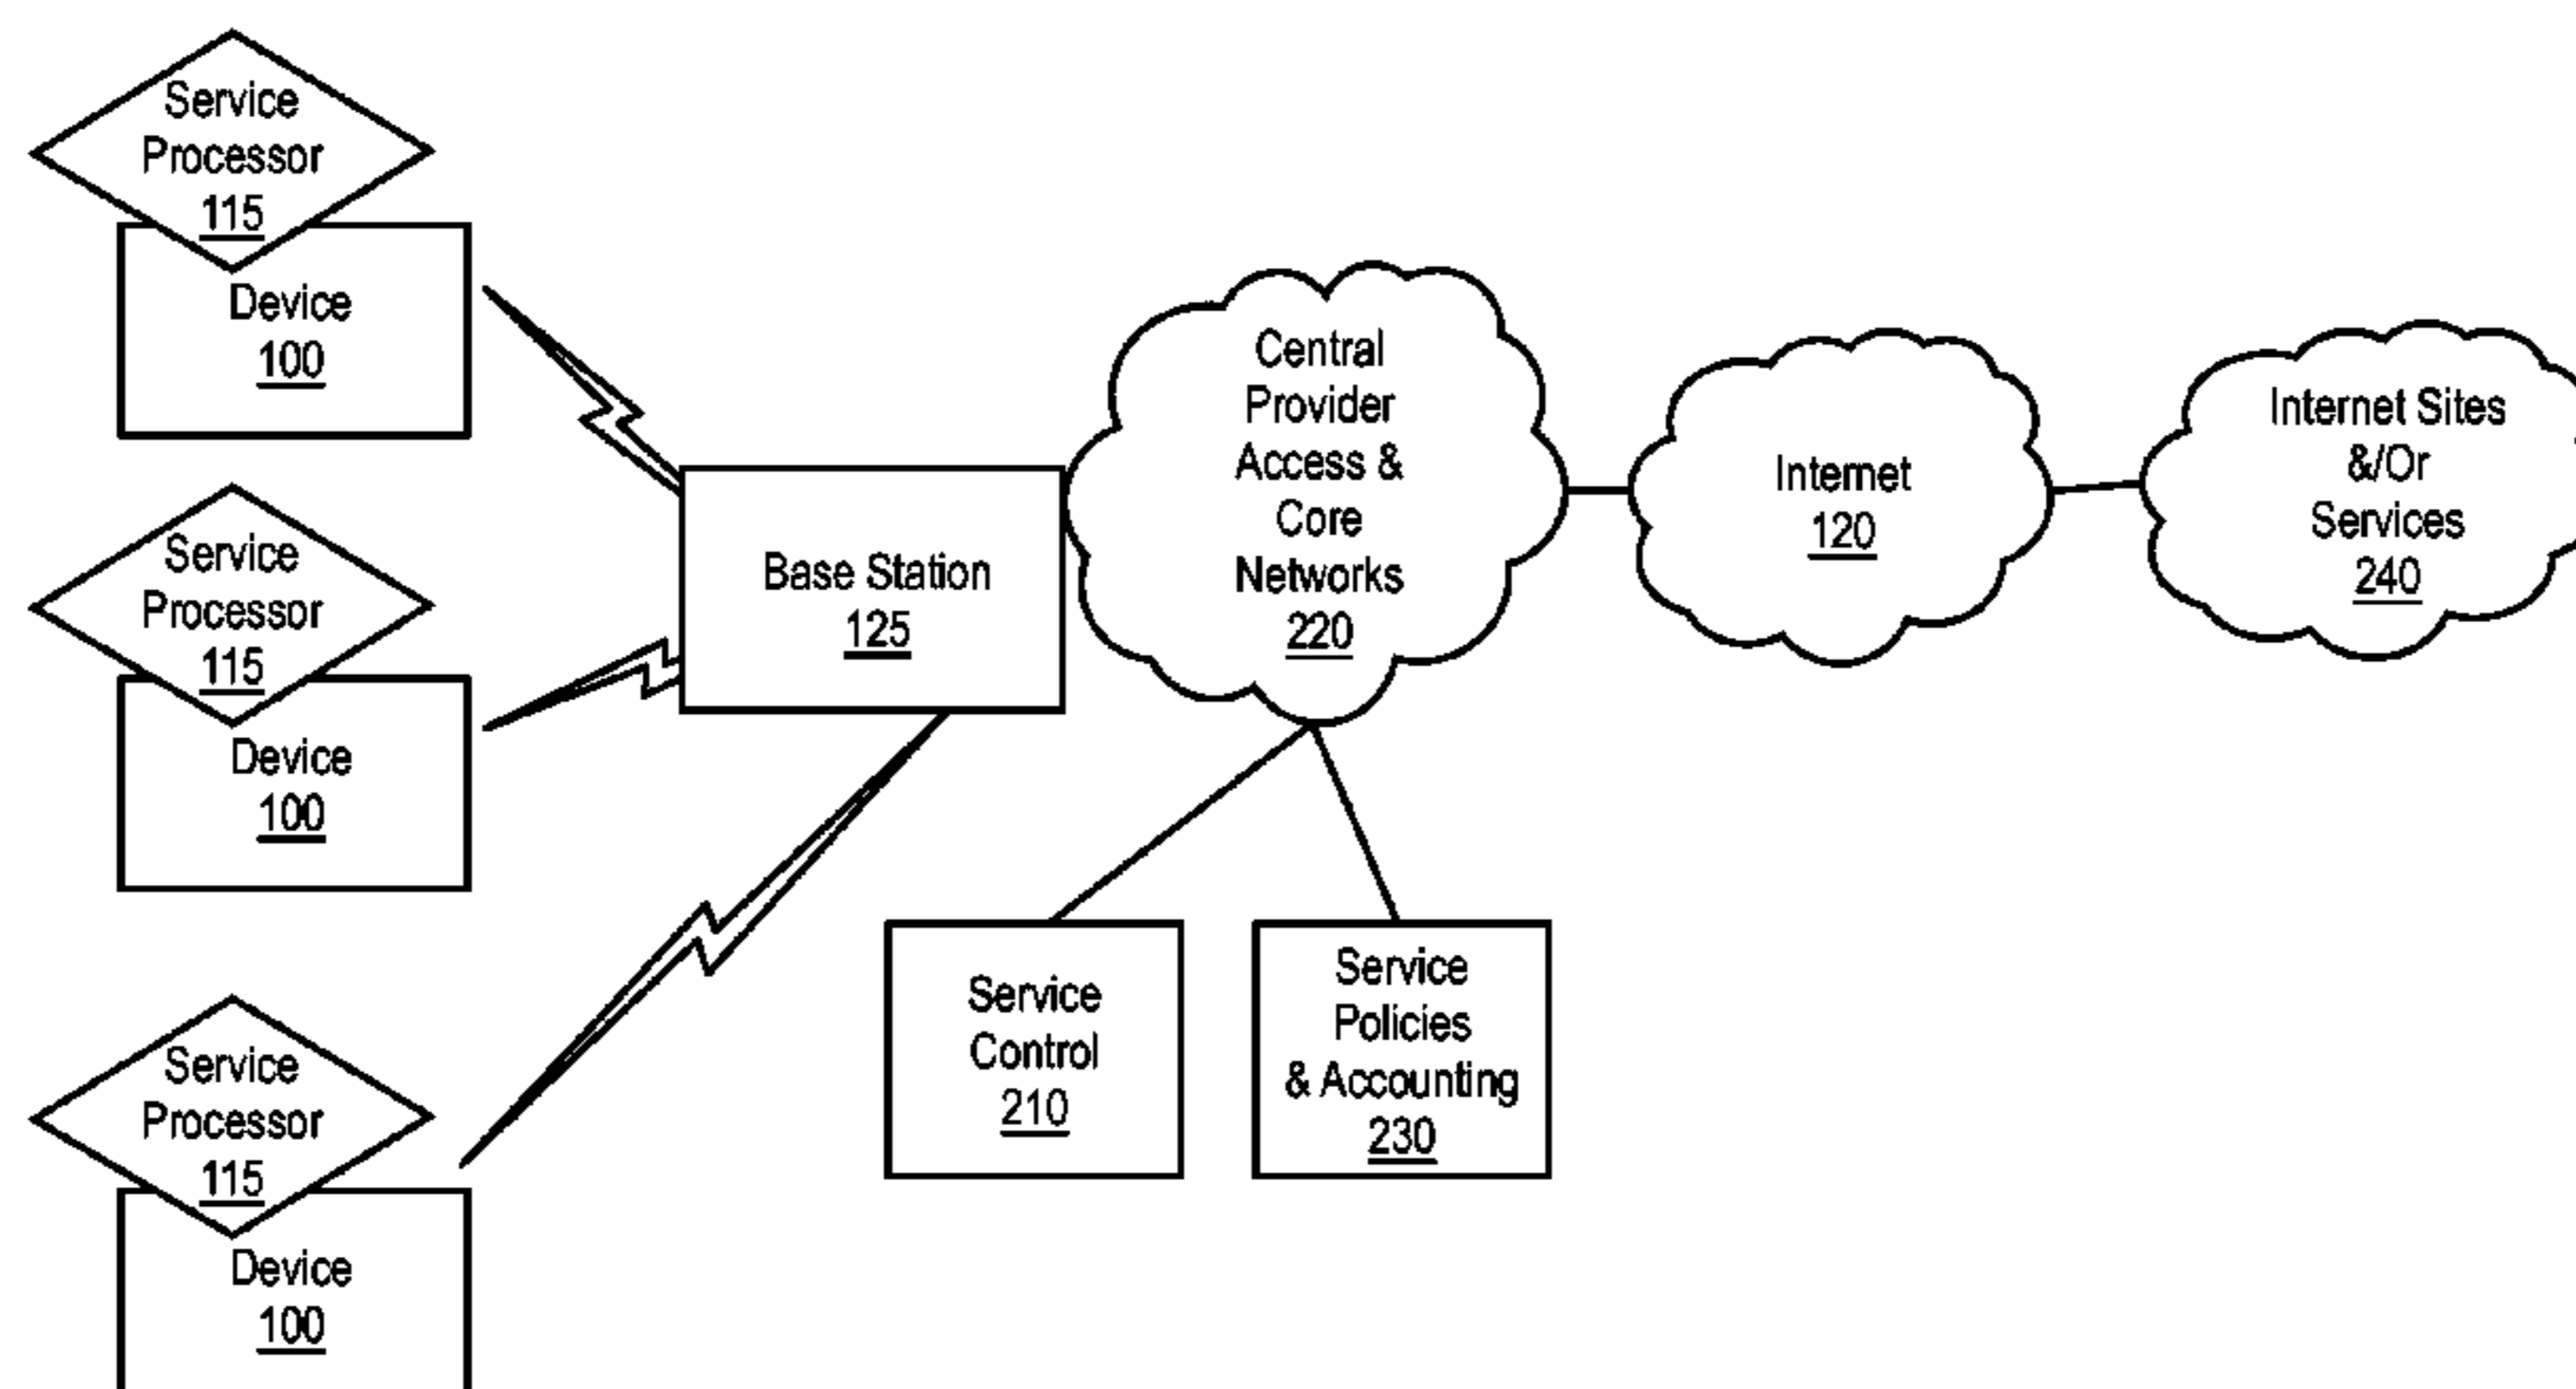 Service
Processor
115
Device
100
Service
Processor
115
Device
100
Service
Processor
115
Device
100
Base Station
125
Central
Provider
Access &
Core
Networks
220
Internet
120
Internet Sites
&/Or
Services
240
Service
Control
210
Service
Policies
& Accounting
230